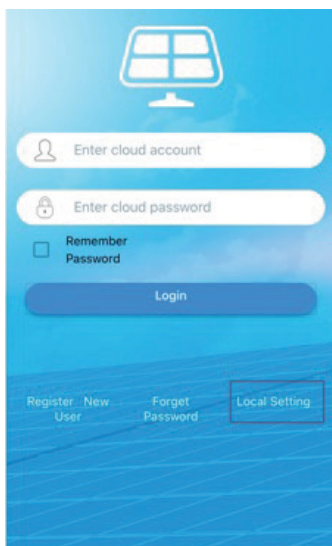 Enter cloud account
Enter cloud password
Remember
Password
Login
Register New
User
Forget
Password
Local Setting